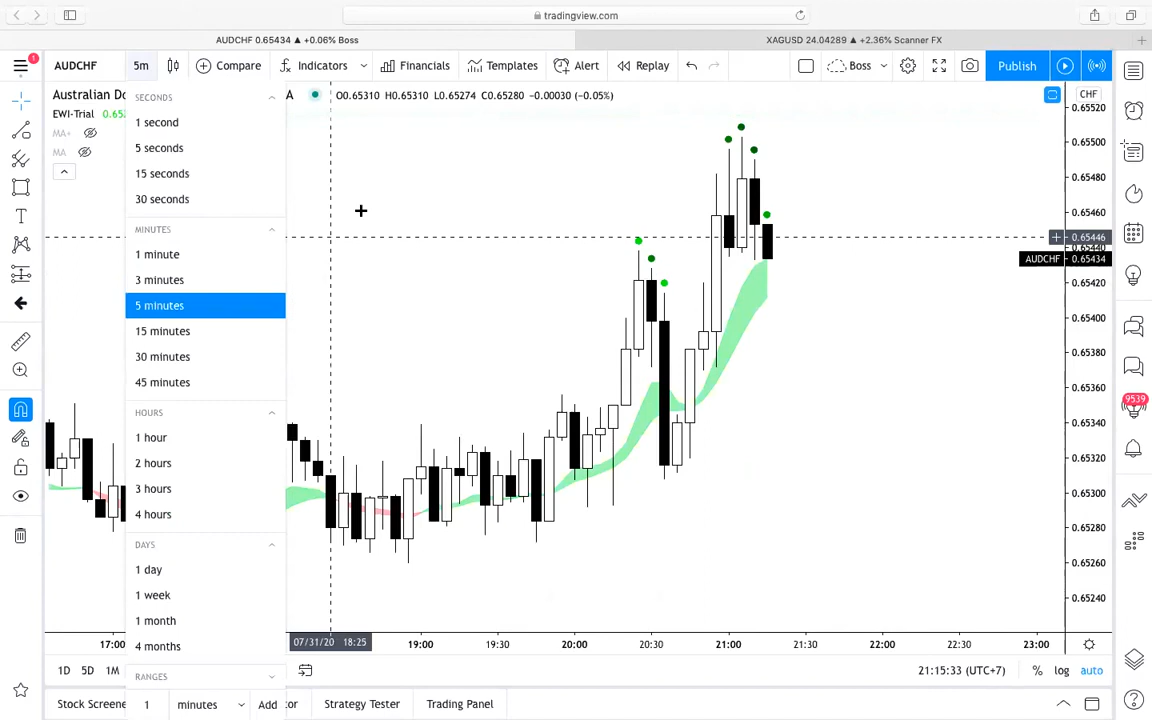 tradingview.com
AUDCHF 0.65434 ▲ +0.06% Boss
XAGUSD 24.04289 ▲ +2.36% Scanner FX
1
AUDCHF
5m
Compare
Indicators
Financials
Templates
Alert
Replay
Boss
Publish
Australian Do
A
O0.65310 H0.65310 L0.65274 C0.65280 −0.00030 (−0.05%)
EWI-Trial
MA+
MA
SECONDS
1 second
5 seconds
15 seconds
30 seconds
MINUTES
1 minute
3 minutes
5 minutes
15 minutes
30 minutes
45 minutes
HOURS
1 hour
2 hours
3 hours
4 hours
DAYS
1 day
1 week
1 month
4 months
RANGES
1
minutes
Add
CHF
0.65520
0.65500
0.65480
0.65460
0.65446
0.65440
AUDCHF 0.65434
0.65420
0.65400
0.65380
0.65360
0.65340
0.65320
0.65300
0.65280
0.65260
0.65240
9539
17:00
07/31/20 18:25
19:00
19:30
20:00
20:30
21:00
21:30
22:00
22:30
23:00
1D
5D
1M
21:15:33 (UTC+7)
%
log
auto
Stock Screene
tor
Strategy Tester
Trading Panel